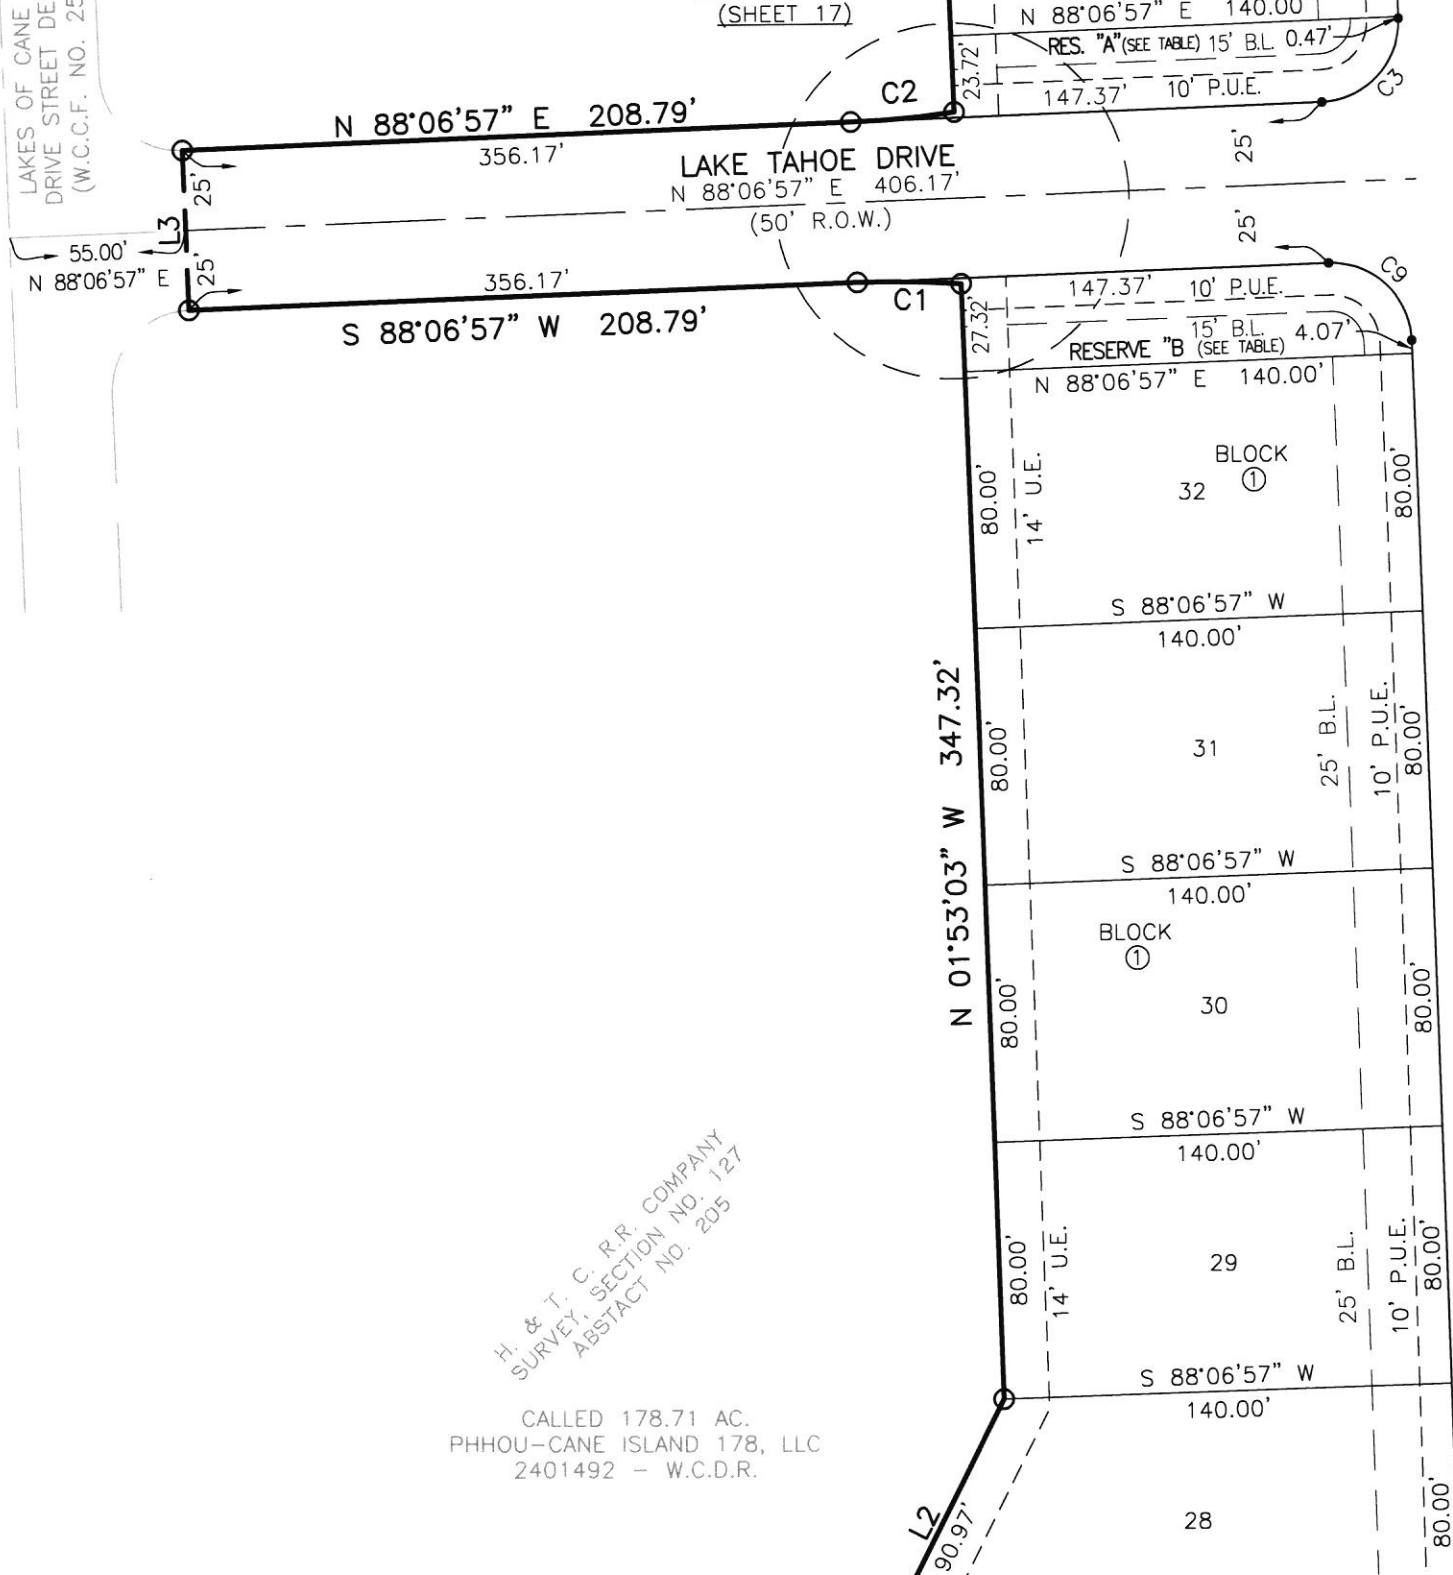 LAKES OF CANE
DRIVE STREET DE
(W.C.C.F. NO. 25
(SHEET 17)
N 88°06'57" E 140.00'
RES. "A"(SEE TABLE) 15' B.L. 0.47'
23.72'
147.37' 10' P.U.E.
C3
C2
N 88°06'57" E 208.79'
356.17'
LAKE TAHOE DRIVE
N 88°06'57" E 406.17'
(50' R.O.W.)
25'
25'
L3
25'
25'
55.00'
N 88°06'57" E
356.17'
S 88°06'57" W 208.79'
C1
C9
147.37' 10' P.U.E.
27.32'
15' B.L. 4.07'
RESERVE "B (SEE TABLE)
N 88°06'57" E 140.00'
BLOCK
1
32
80.00'
14' U.E.
80.00'
S 88°06'57" W
140.00'
N 01°53'03" W 347.32'
80.00'
31
25' B.L.
10' P.U.E.
80.00'
S 88°06'57" W
140.00'
BLOCK
1
80.00'
30
80.00'
S 88°06'57" W
140.00'
80.00'
14' U.E.
29
25' B.L.
10' P.U.E.
80.00'
S 88°06'57" W
140.00'
H. & T. C. R.R. COMPANY
SURVEY, SECTION NO. 127
ABSTACT NO. 205
CALLED 178.71 AC.
PHHOU-CANE ISLAND 178, LLC
2401492 - W.C.D.R.
L2
90.97'
28
80.00'